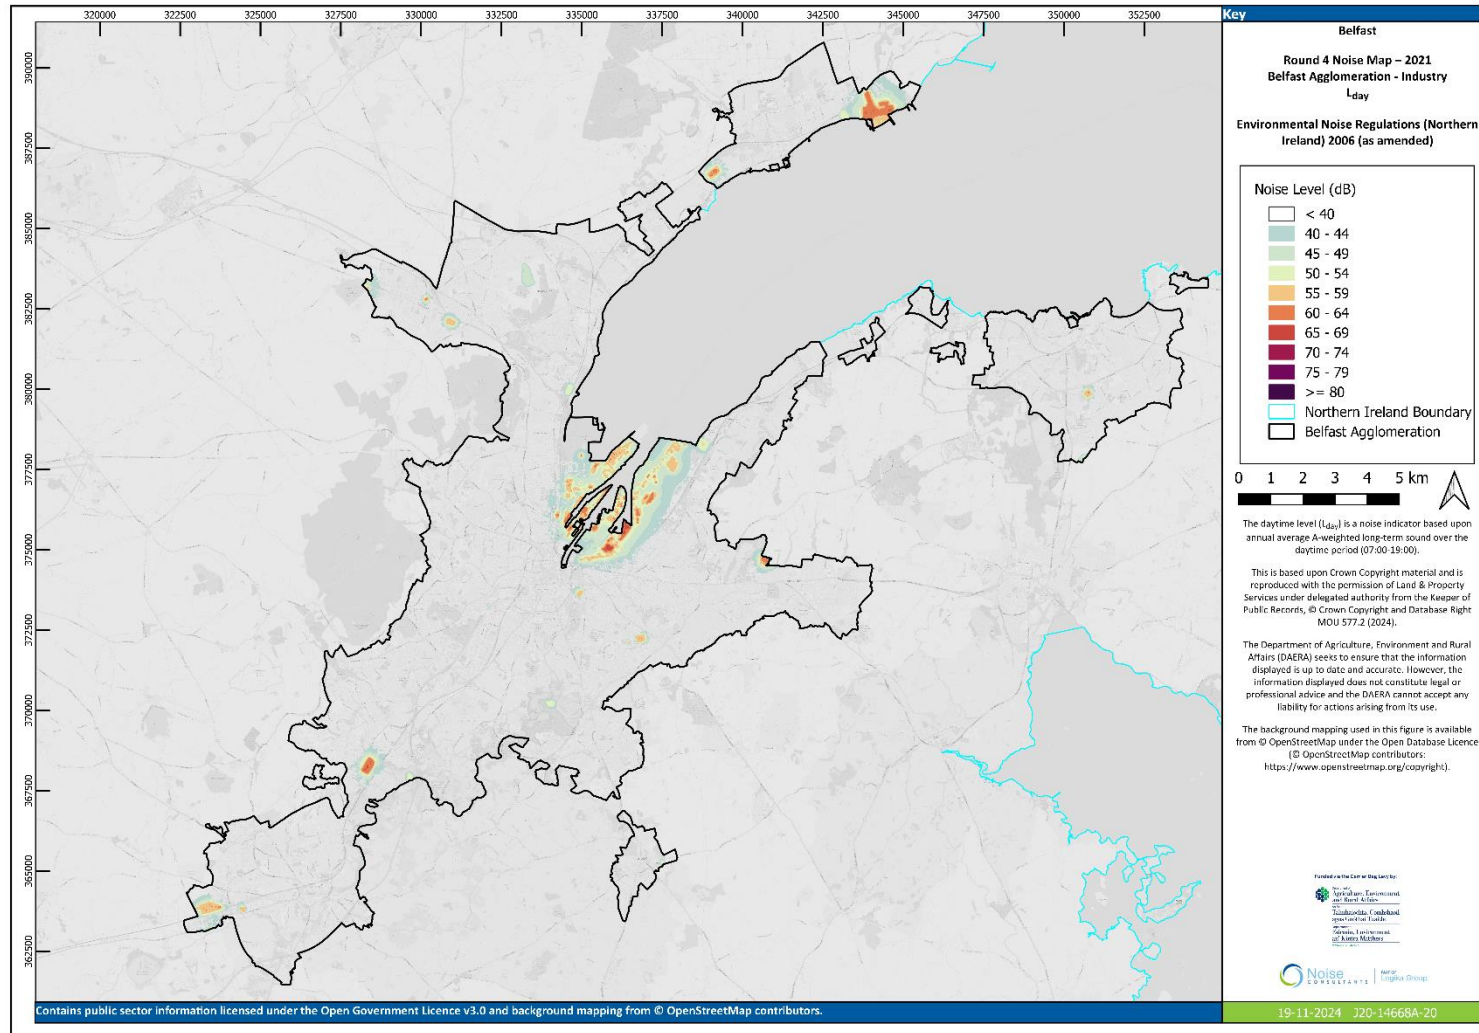 320000 322500 325000 327500 330000 332500 335000 337500 340000 342500 345000 347500 350000 352500
390000
387500
385000
382500
380000
377500
375000
372500
370000
367500
365000
362500
Contains public sector information licensed under the Open Government Licence v3.0 and background mapping from © OpenStreetMap contributors.
Key
Belfast
Round 4 Noise Map – 2021
Belfast Agglomeration - Industry
Lday
Environmental Noise Regulations (Northern
Ireland) 2006 (as amended)
Noise Level (dB)
< 40
40 - 44
45 - 49
50 - 54
55 - 59
60 - 64
65 - 69
70 - 74
75 - 79
>= 80
Northern Ireland Boundary
Belfast Agglomeration
0 1 2 3 4 5 km
The daytime level (Lday) is a noise indicator based upon
annual average A-weighted long-term sound over the
daytime period (07:00-19:00).
This is based upon Crown Copyright material and is
reproduced with the permission of Land & Property
Services under delegated authority from the Keeper of
Public Records, © Crown Copyright and Database Right
MOU 577.2 (2024).
The Department of Agriculture, Environment and Rural
Affairs (DAERA) seeks to ensure that the information
displayed is up to date and accurate. However, the
information displayed does not constitute legal or
professional advice and the DAERA cannot accept any
liability for actions arising from its use.
The background mapping used in this figure is available
from © OpenStreetMap under the Open Database Licence
(© OpenStreetMap contributors:
https://www.openstreetmap.org/copyright).
Agriculture, Environment
and Rural Affairs
Noise
CONSULTANTS
PART OF
Logika Group
19-11-2024 J20-14668A-20